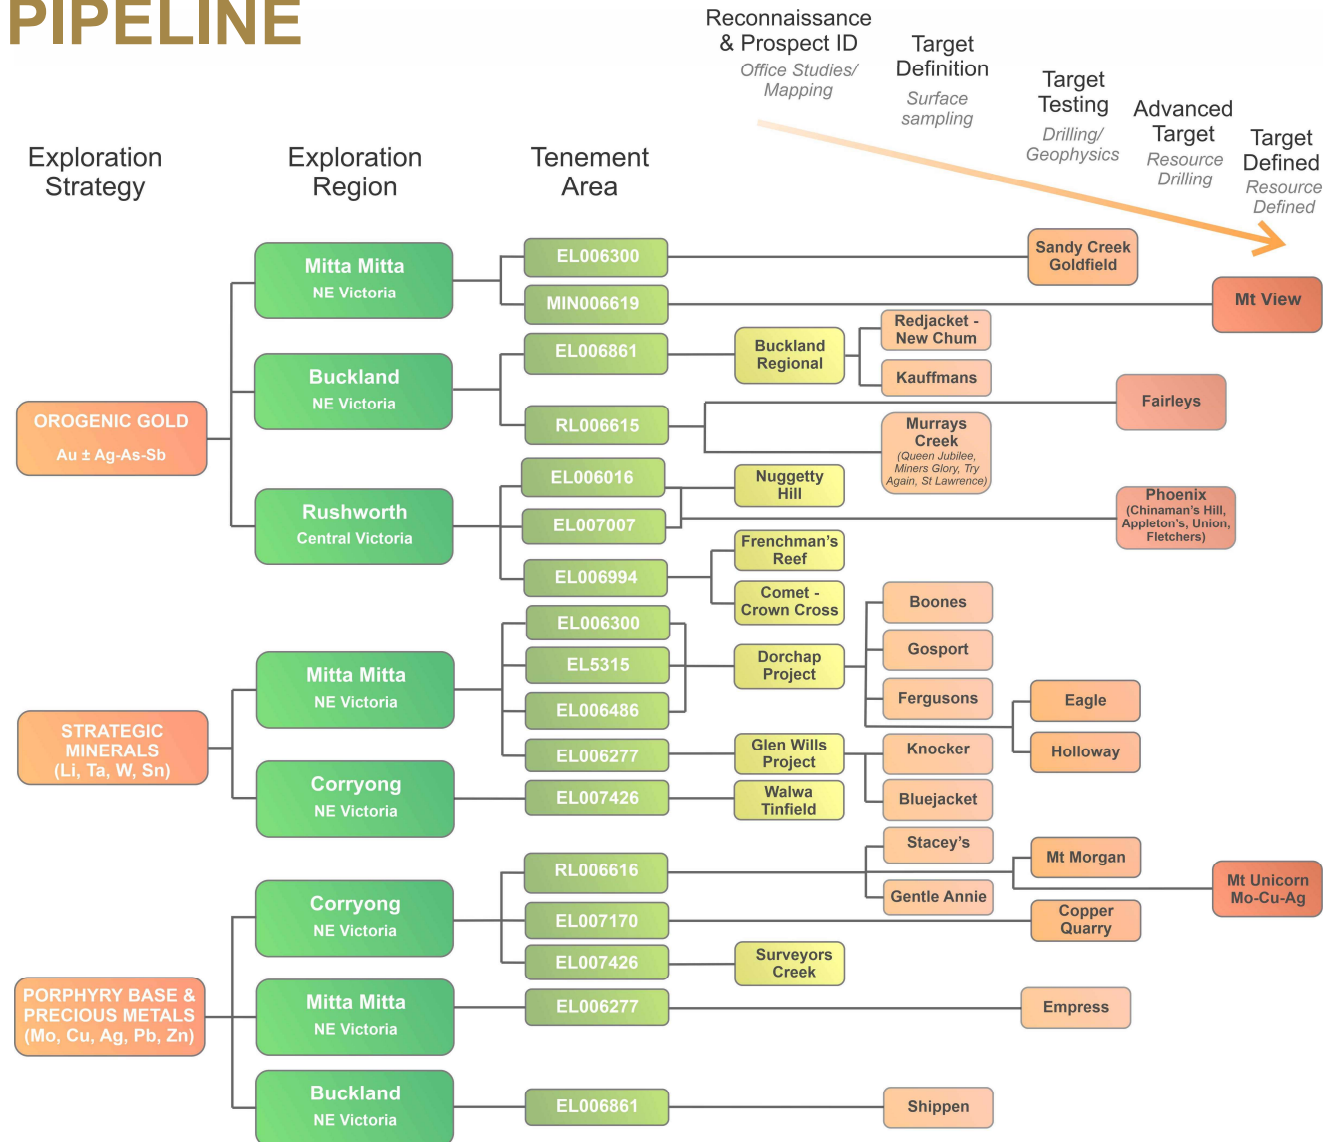 PIPELINE
Reconnaissance
& Prospect ID
Office Studies/
Mapping
Target
Definition
Surface
sampling
Target
Testing
Drilling/
Geophysics
Advanced
Target
Resource
Drilling
Target
Defined
Resource
Defined
Exploration
Strategy
Exploration
Region
Tenement
Area
OROGENIC GOLD
Au ± Ag-As-Sb
Mitta Mitta
NE Victoria
EL006300
Sandy Creek
Goldfield
MIN006619
Mt View
Buckland
NE Victoria
EL006861
Buckland
Regional
Redjacket -
New Chum
Kauffmans
RL006615
Fairleys
Murrays
Creek
(Queen Jubilee,
Miners Glory, Try
Again, St Lawrence)
Rushworth
Central Victoria
EL006016
EL007007
Nuggetty
Hill
Phoenix
(Chinaman's Hill,
Appleton's, Union,
Fletchers)
EL006994
Frenchman's
Reef
Comet -
Crown Cross
STRATEGIC
MINERALS
(Li, Ta, W, Sn)
Mitta Mitta
NE Victoria
EL006300
EL5315
EL006486
Dorchap
Project
Boones
Gosport
Fergusons
Eagle
Holloway
EL006277
Glen Wills
Project
Knocker
Bluejacket
Corryong
NE Victoria
EL007426
Walwa
Tinfield
PORPHYRY BASE &
PRECIOUS METALS
(Mo, Cu, Ag, Pb, Zn)
Corryong
NE Victoria
RL006616
Stacey's
Gentle Annie
Mt Morgan
Mt Unicorn
Mo-Cu-Ag
EL007170
Copper
Quarry
EL007426
Surveyors
Creek
Mitta Mitta
NE Victoria
EL006277
Empress
Buckland
NE Victoria
EL006861
Shippen